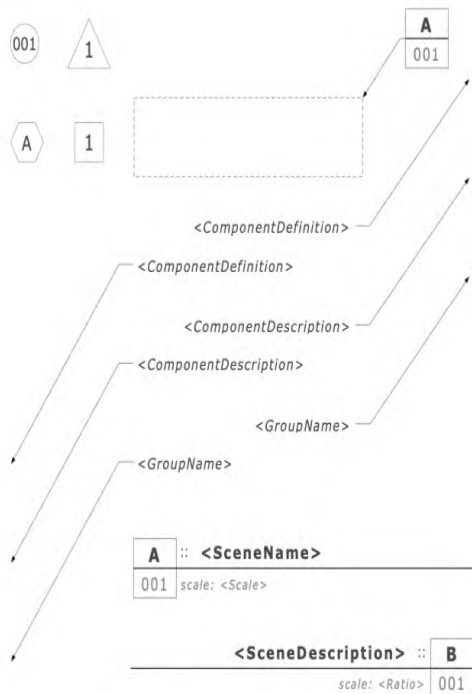 A
001
001
1
A
1
<ComponentDefinition>
<ComponentDefinition>
<ComponentDescription>
<ComponentDescription>
<GroupName>
<GroupName>
A :: <SceneName>
001 scale: <Scale>
<SceneDescription> :: B
scale: <Ratio> 001